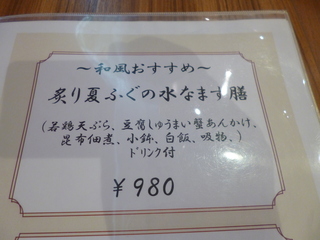 ～和風おすすめ～
炙り夏ふぐの水なます膳
(若鶏天ぷら、豆腐しゅうまい蟹あんかけ、
昆布佃煮、小鉢、白飯、吸物、)
ドリンク付
¥980